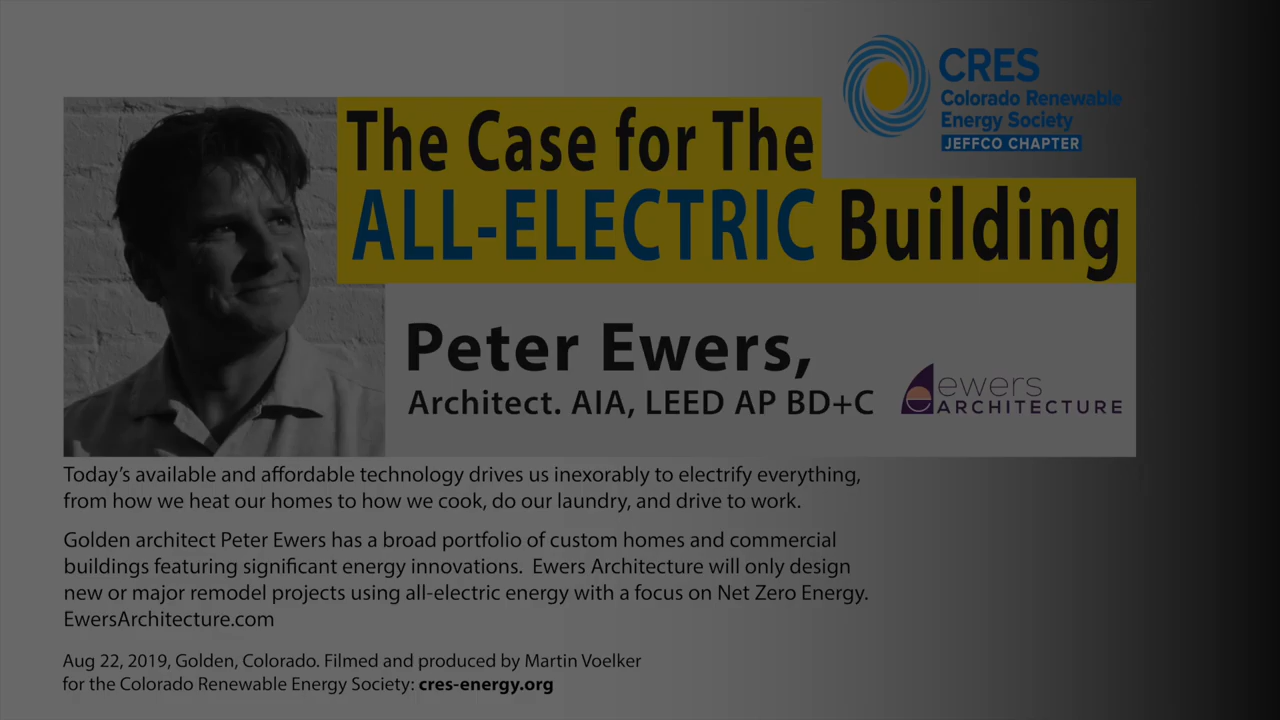 CRES
Colorado Renewable
Energy Society
JEFFCO CHAPTER
The Case for The
ALL-ELECTRIC Building
Peter Ewers,
Architect. AIA, LEED AP BD+C
ewers
ARCHITECTURE
Today's available and affordable technology drives us inexorably to electrify everything,
from how we heat our homes to how we cook, do our laundry, and drive to work.
Golden architect Peter Ewers has a broad portfolio of custom homes and commercial
buildings featuring significant energy innovations.  Ewers Architecture will only design
new or major remodel projects using all-electric energy with a focus on Net Zero Energy.
EwersArchitecture.com
Aug 22, 2019, Golden, Colorado. Filmed and produced by Martin Voelker
for the Colorado Renewable Energy Society: cres-energy.org